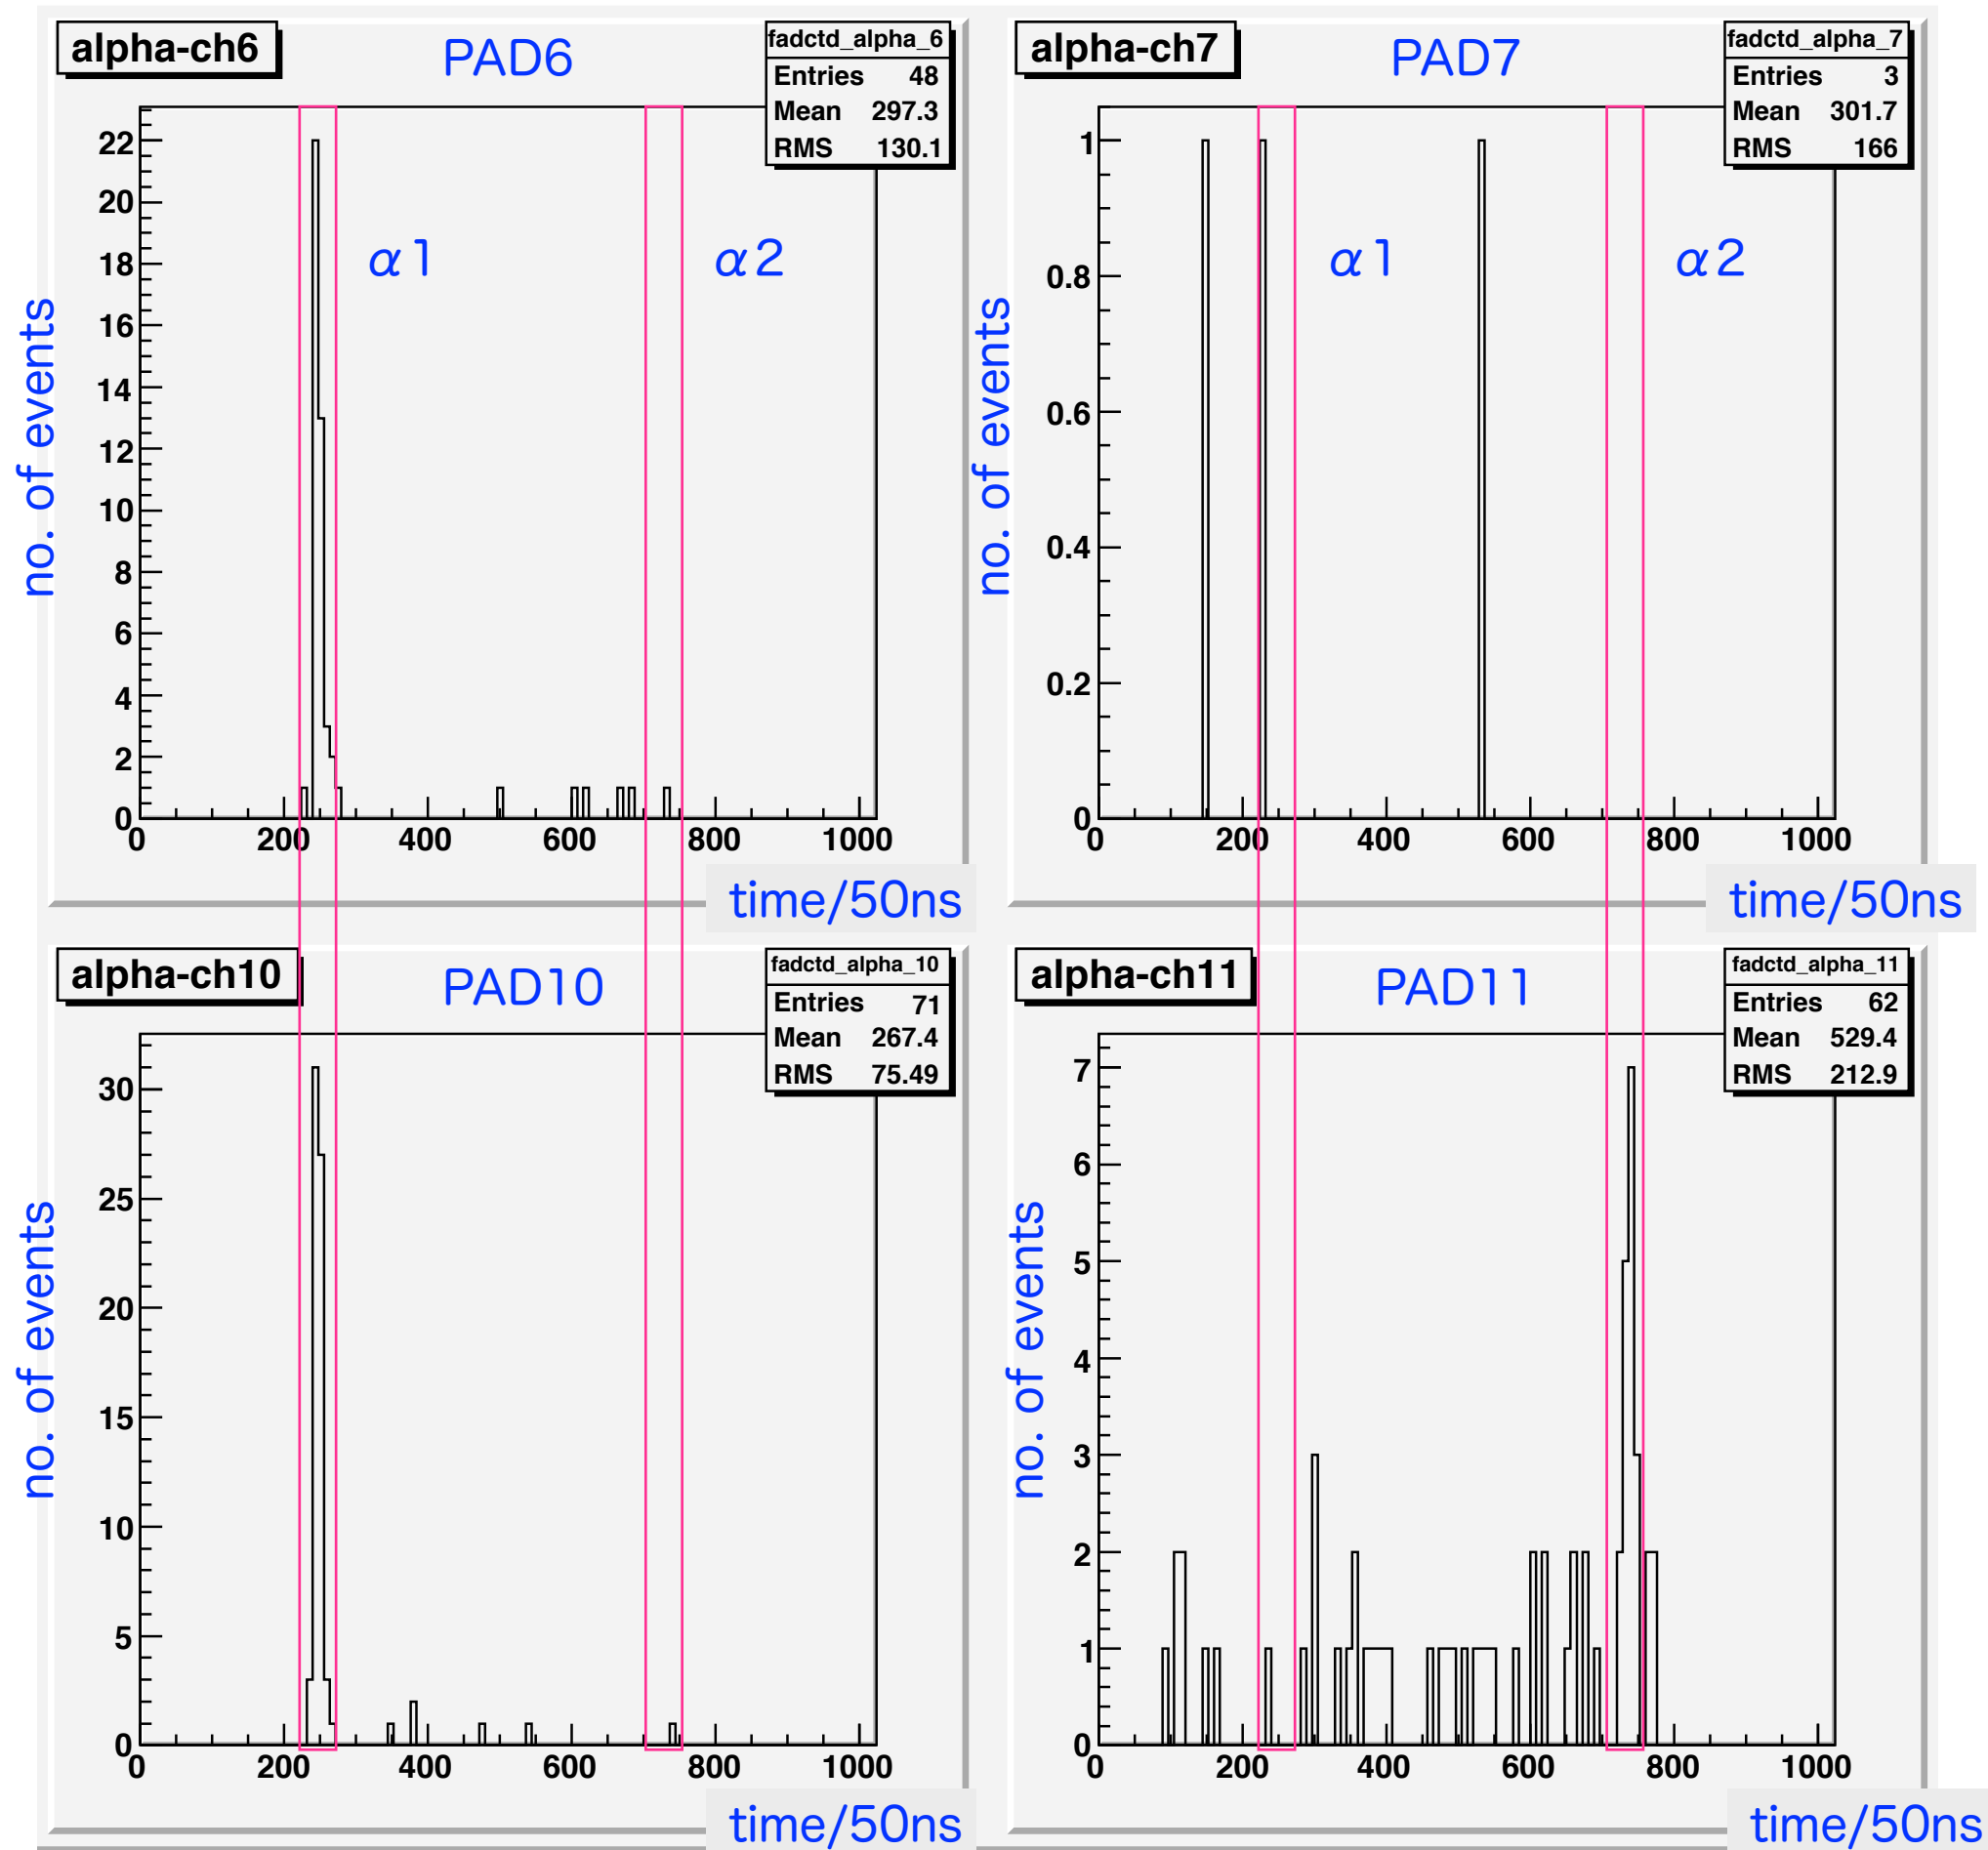 alpha-ch6
PAD6
fadctd_alpha_6
Entries 48
Mean 297.3
RMS 130.1
22
20
18
16
14
12
10
8
6
4
2
0
0 200 400 600 800 1000
α1
α2
no. of events
time/50ns
alpha-ch7
PAD7
fadctd_alpha_7
Entries 3
Mean 301.7
RMS 166
1
0.8
0.6
0.4
0.2
0
0 200 400 600 800 1000
α1
α2
no. of events
time/50ns
alpha-ch10
PAD10
fadctd_alpha_10
Entries 71
Mean 267.4
RMS 75.49
30
25
20
15
10
5
0
0 200 400 600 800 1000
no. of events
time/50ns
alpha-ch11
PAD11
fadctd_alpha_11
Entries 62
Mean 529.4
RMS 212.9
7
6
5
4
3
2
1
0
0 200 400 600 800 1000
no. of events
time/50ns